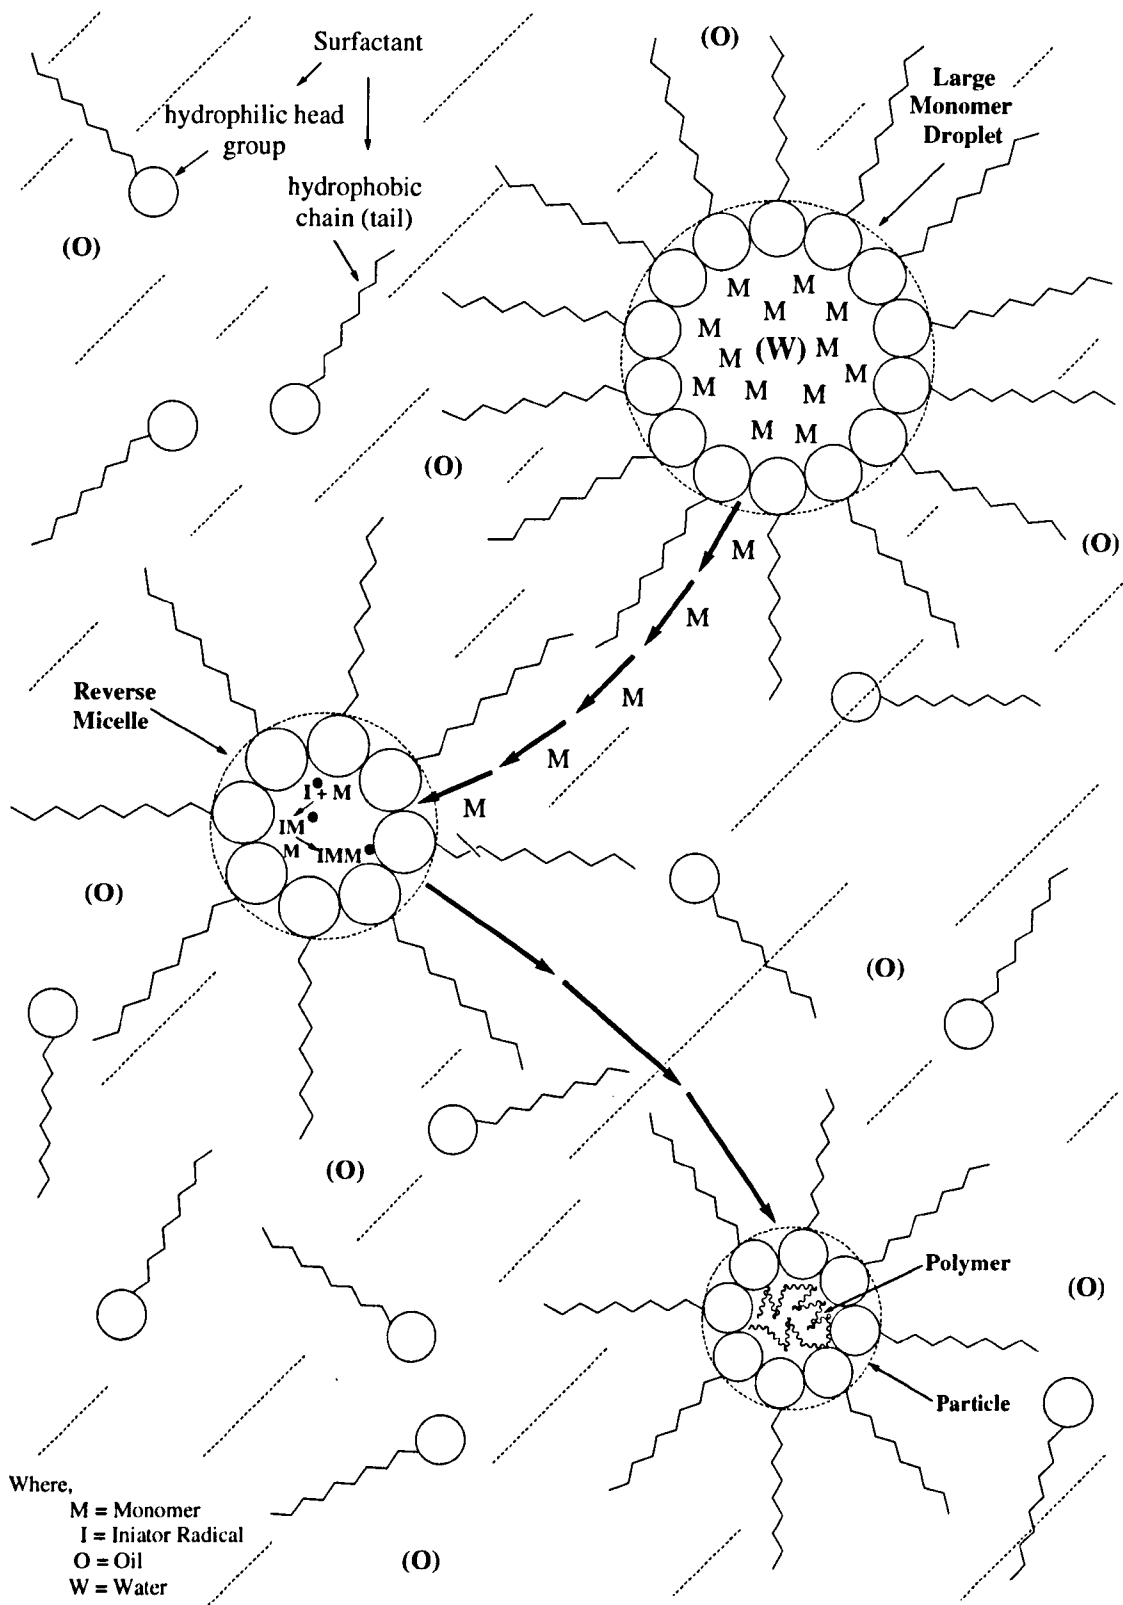 (O)
Surfactant
hydrophilic head
group
hydrophobic
chain (tail)
(O)
Large
Monomer
Droplet
M M
M M M
M (W) M
M M M M
M M
(O)
(O)
M
M
M
M
M
Reverse
Micelle
I + M
IM
M IMM
(O)
(O)
(O)
Polymer
(O)
Particle
Where,
M = Monomer
I = Iniator Radical
O = Oil
W = Water
(O)